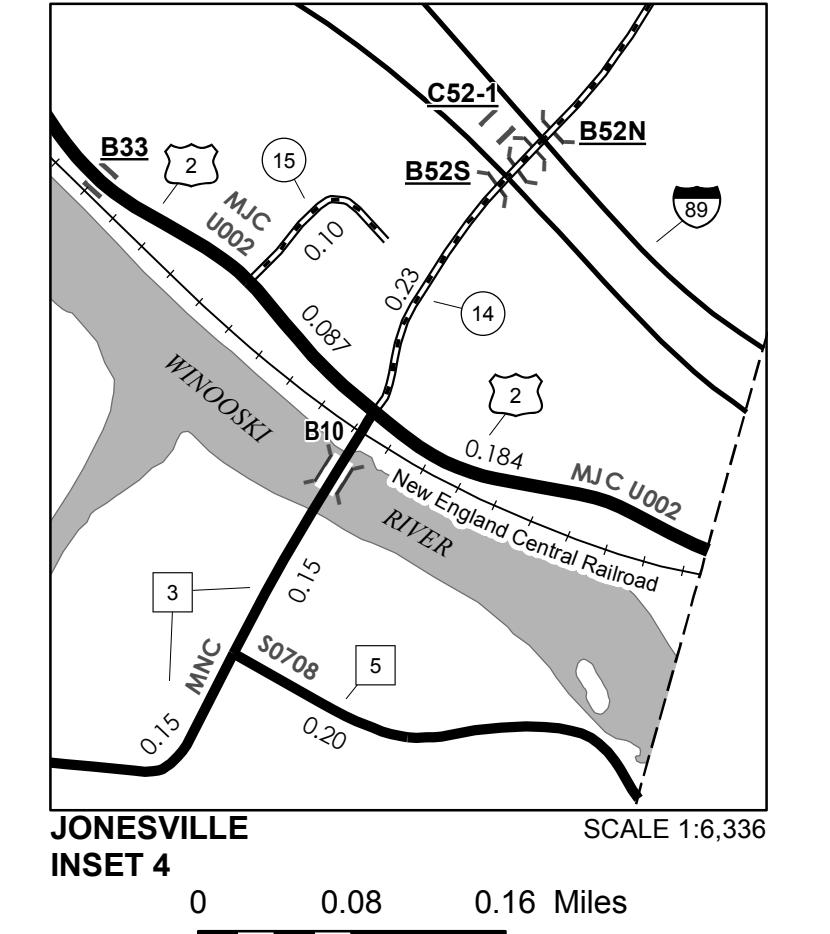 C52-1
B33
2
15
B52N
B52S
MJC
U002
89
0.10
0.23
14
0.087
WINOOSKI
2
B10
0.184
MJC U002
New England Central Railroad
RIVER
3
0.15
MNC
S0708
5
0.15
0.20
JONESVILLE
SCALE 1:6,336
INSET 4
0 0.08 0.16 Miles